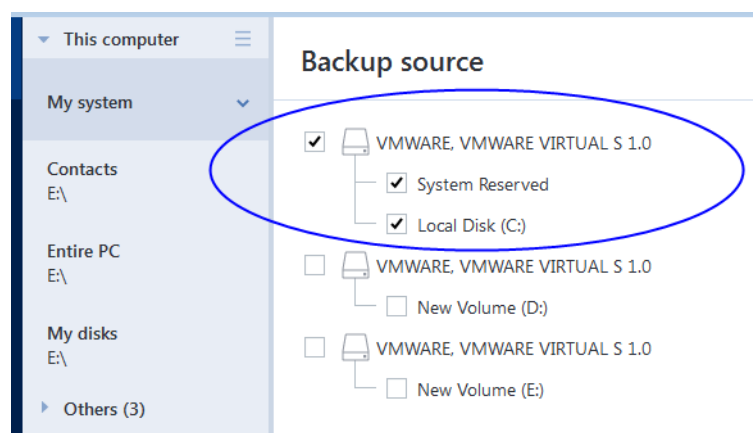 This computer
My system
Contacts
E:\
Entire PC
E:\
My disks
E:\
Others (3)
Backup source
VMWARE, VMWARE VIRTUAL S 1.0
System Reserved
Local Disk (C:)
VMWARE, VMWARE VIRTUAL S 1.0
New Volume (D:)
VMWARE, VMWARE VIRTUAL S 1.0
New Volume (E:)